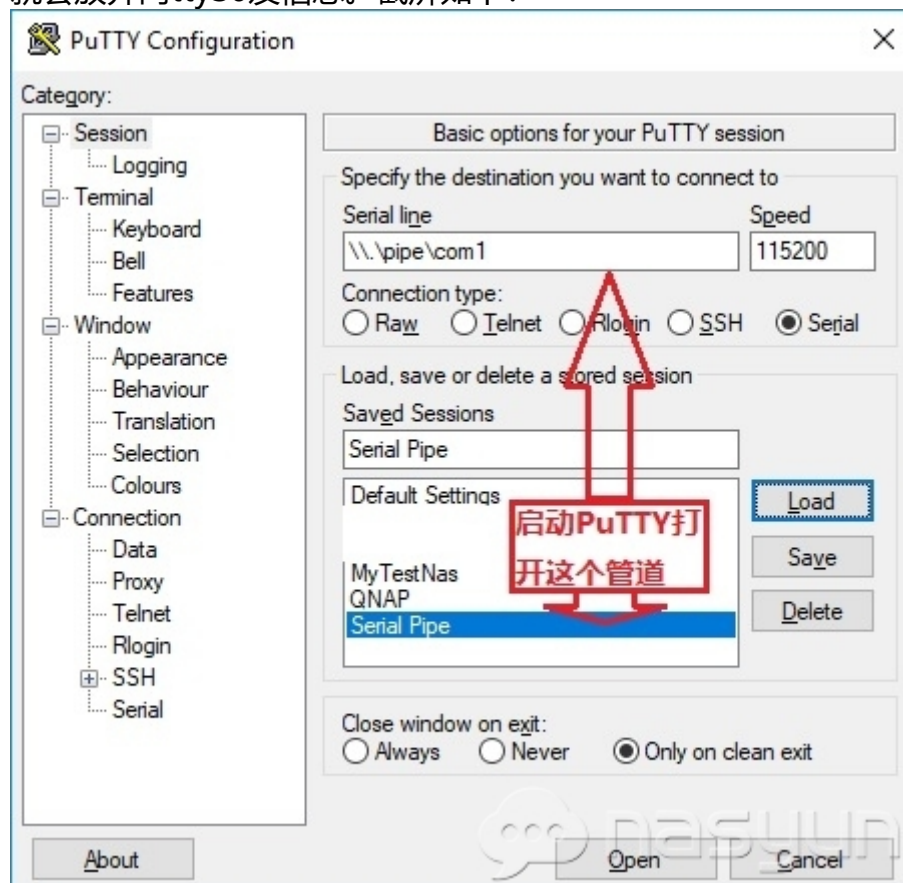 PuTTY Configuration
Category:
Session
Logging
Terminal
Keyboard
Bell
Features
Window
Appearance
Behaviour
Translation
Selection
Colours
Connection
Data
Proxy
Telnet
Rlogin
SSH
Serial
Basic options for your PuTTY session
Specify the destination you want to connect to
Serial line Speed
\\.\pipe\com1 115200
Connection type:
Raw Telnet Rlogin SSH Serial
Load, save or delete a stored session
Saved Sessions
Serial Pipe
Default Settings
MyTestNas
QNAP
Serial Pipe
Load
Save
Delete
启动PuTTY打
开这个管道
Close window on exit:
Always Never Only on clean exit
About Open Cancel
nasyun